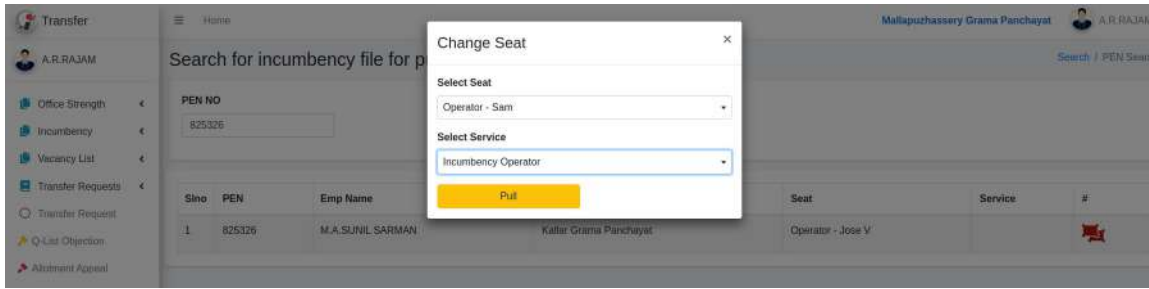 Transfer
Home
Mallapuzhassery Grama Panchayat
A.R.RAJAM
A.R.RAJAM
Search for incumbency file for p
Search / PEN Sear
Change Seat
×
Select Seat
Operator - Sam
Select Service
Incumbency Operator
Pull
Office Strength
Incumbency
Vacancy List
Transfer Requests
Transfer Request
Q-List Objection
Allotment Appeal
PEN NO
825326
Slno PEN Emp Name Seat Service #
1 825326 M.A.SUNIL SARMAN Kallar Grama Panchayat Operator - Jose V